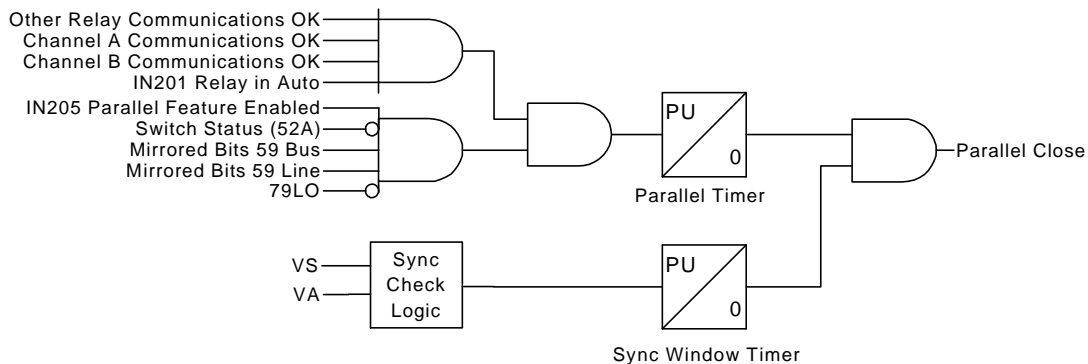 Other Relay Communications OK
Channel A Communications OK
Channel B Communications OK
IN201 Relay in Auto
IN205 Parallel Feature Enabled
Switch Status (52A)
Mirrored Bits 59 Bus
Mirrored Bits 59 Line
79LO
PU
0
Parallel Timer
Parallel Close
VS
VA
Sync
Check
Logic
PU
0
Sync Window Timer